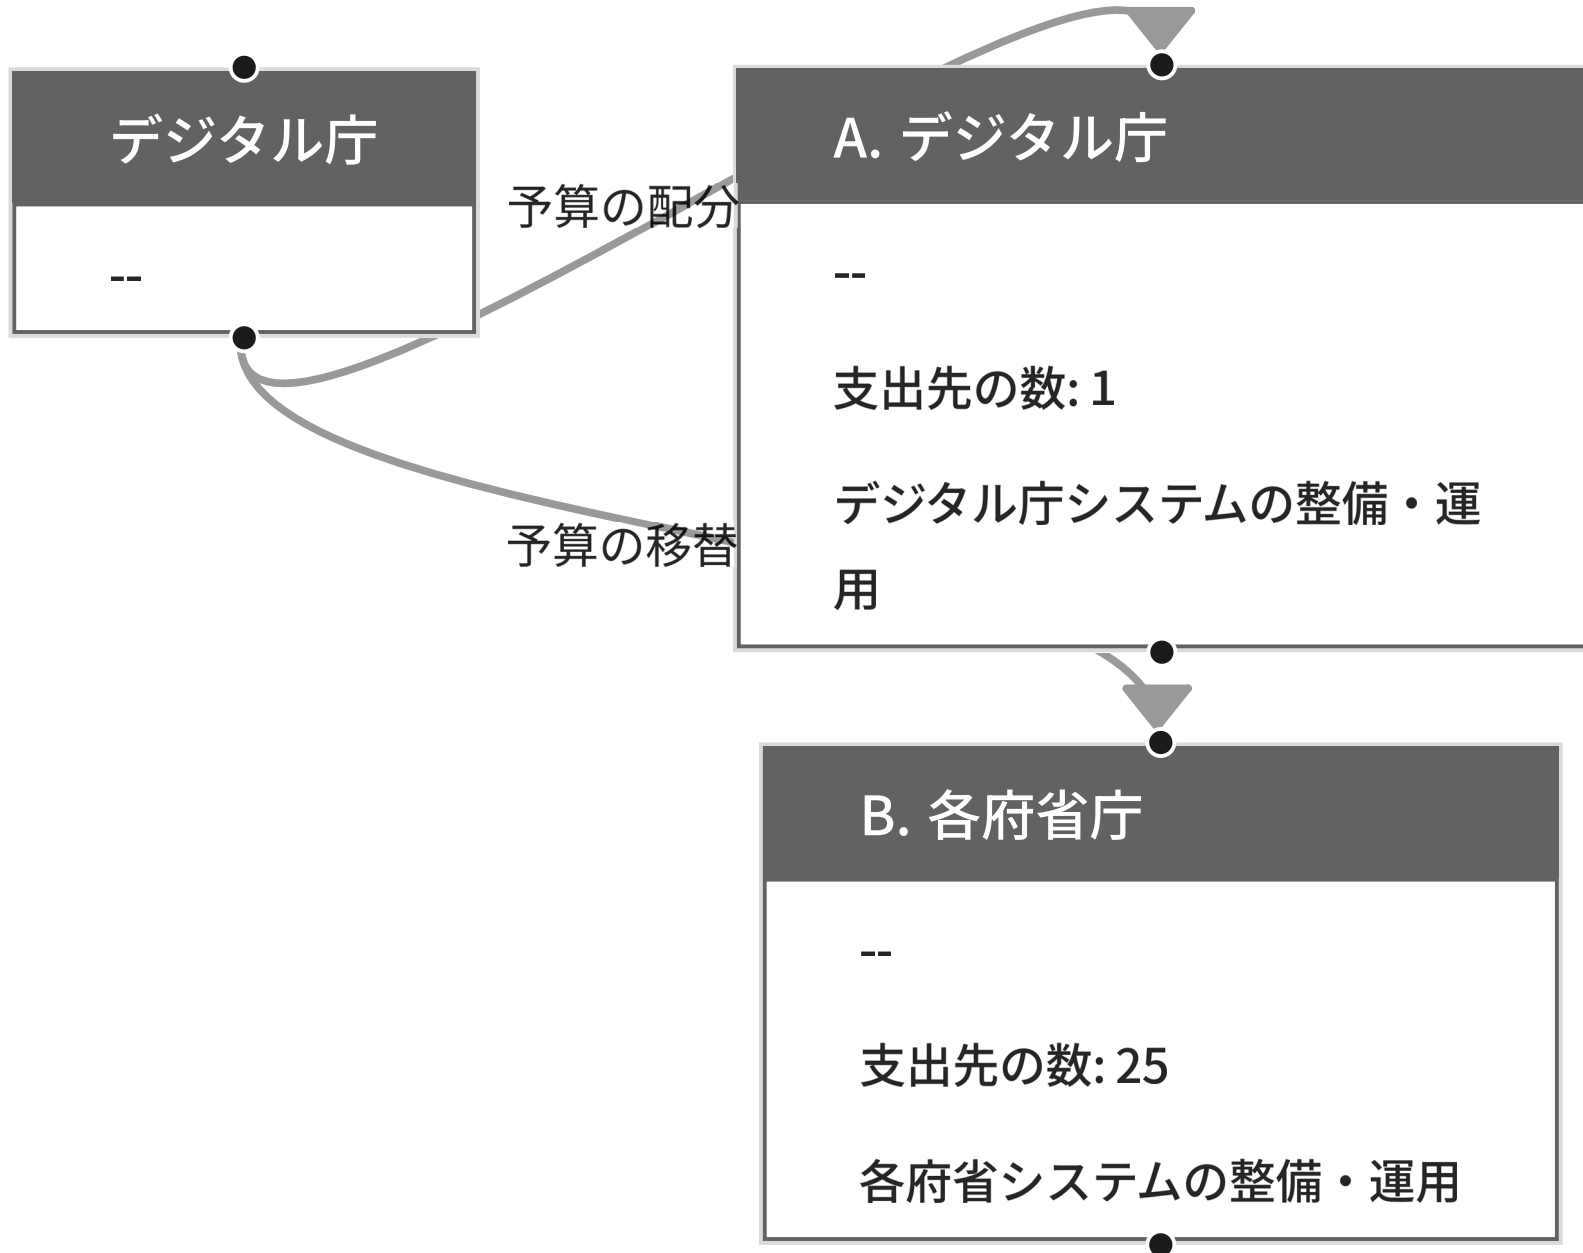 デジタル庁
--
予算の配分
予算の移替
A. デジタル庁
--
支出先の数: 1
デジタル庁システムの整備・運
用
B. 各府省庁
--
支出先の数: 25
各府省システムの整備・運用